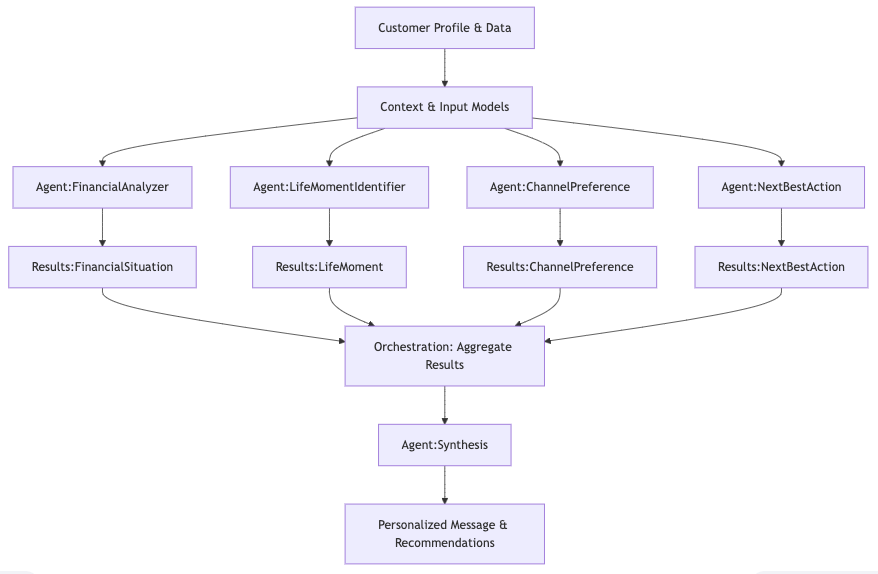 Customer Profile & Data
Context & Input Models
Agent:FinancialAnalyzer
Agent:LifeMomentIdentifier
Agent:ChannelPreference
Agent:NextBestAction
Results:FinancialSituation
Results:LifeMoment
Results:ChannelPreference
Results:NextBestAction
Orchestration: Aggregate
Results
Agent:Synthesis
Personalized Message &
Recommendations